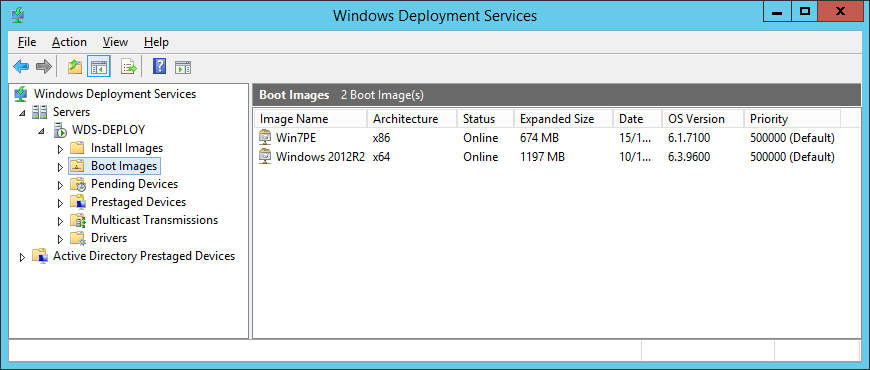 Windows Deployment Services
File Action View Help
Windows Deployment Services
Servers
WDS-DEPLOY
Install Images
Boot Images
Pending Devices
Prestaged Devices
Multicast Transmissions
Drivers
Active Directory Prestaged Devices
Boot Images 2 Boot Image(s)
Image Name Architecture Status Expanded Size Date OS Version Priority
Win7PE x86 Online 674 MB 15/1... 6.1.7100 500000 (Default)
Windows 2012R2 x64 Online 1197 MB 10/1... 6.3.9600 500000 (Default)